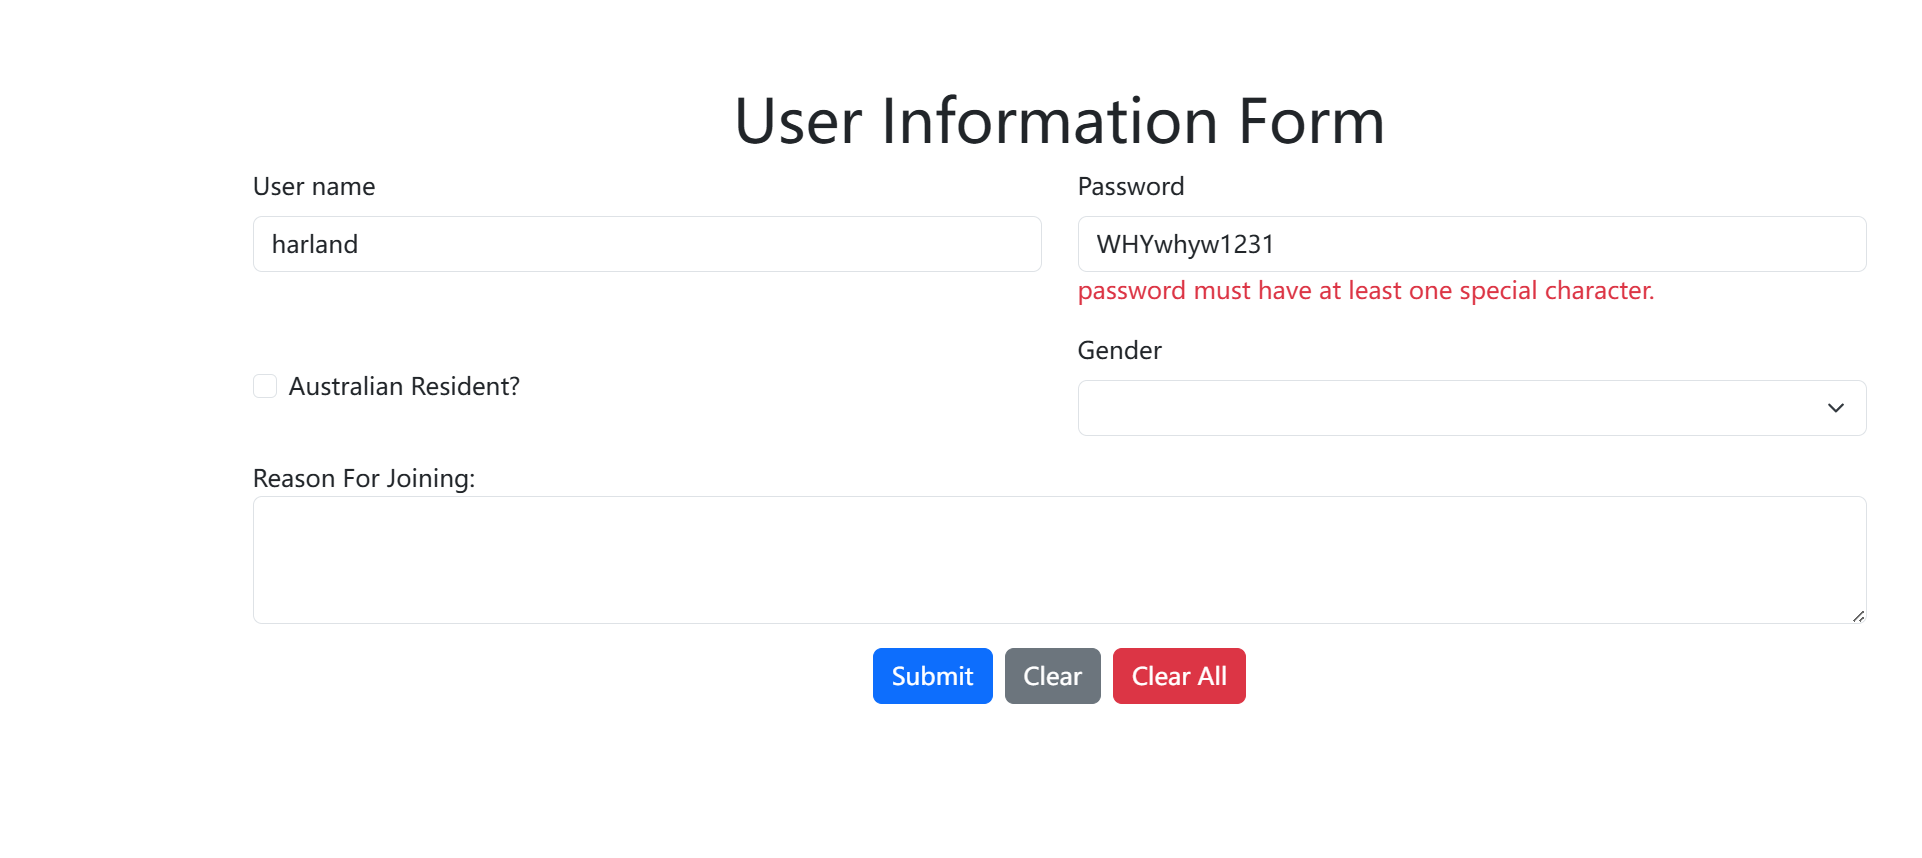 User Information Form
User name
Password
harland
WHYwhyw1231
password must have at least one special character.
Australian Resident?
Gender
Reason For Joining:
Submit
Clear
Clear All